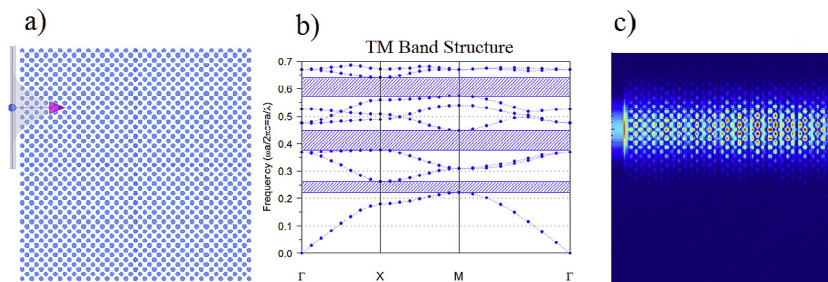 a)
b)
c)
TM Band Structure
Frequency (ωa/2πc=a/λ)
0.7
0.6
0.5
0.4
0.3
0.2
0.1
0.0
Γ X M Γ